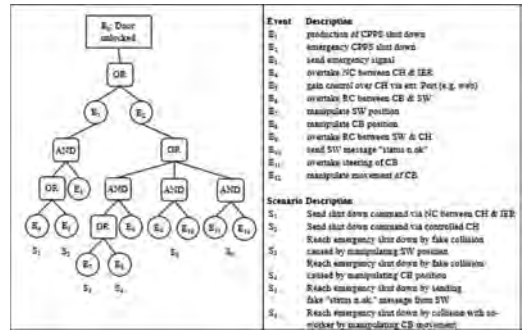 E₀: Door
unlocked
OR
E₁
E₂
AND
OR
OR
E₃
AND
AND
AND
E₄
E₅
OR
E₆
E₉
E₁₀
E₁₁
E₁₂
S₁
S₂
E₇
E₈
S₅
S₆
S₃
S₄
Event Description
E₁ production of CPPS shut down
E₂ emergency CPPS shut down
E₃ send emergency signal
E₄ overtake NC between CH & IER
E₅ gain control over CH via ext. Port (e.g. web)
E₆ overtake RC between CB & SW
E₇ manipulate SW position
E₈ manipulate CB position
E₉ overtake RC between SW & CH
E₁₀ send SW message "status n.ok"
E₁₁ overtake steering of CB
E₁₂ manipulate movement of CB
Scenario Description
S₁ Send shut down command via NC between CH & IER
S₂ Send shut down command via controlled CH
Reach emergency shut down by fake collision
S₃ caused by manipulating SW position
Reach emergency shut down by fake collision
S₄ caused by manipulating CB position
Reach emergency shut down by sending
S₅ fake "status n.ok." message from SW
Reach emergency shut down by collision with co-
S₆ worker by manipulating CB movement